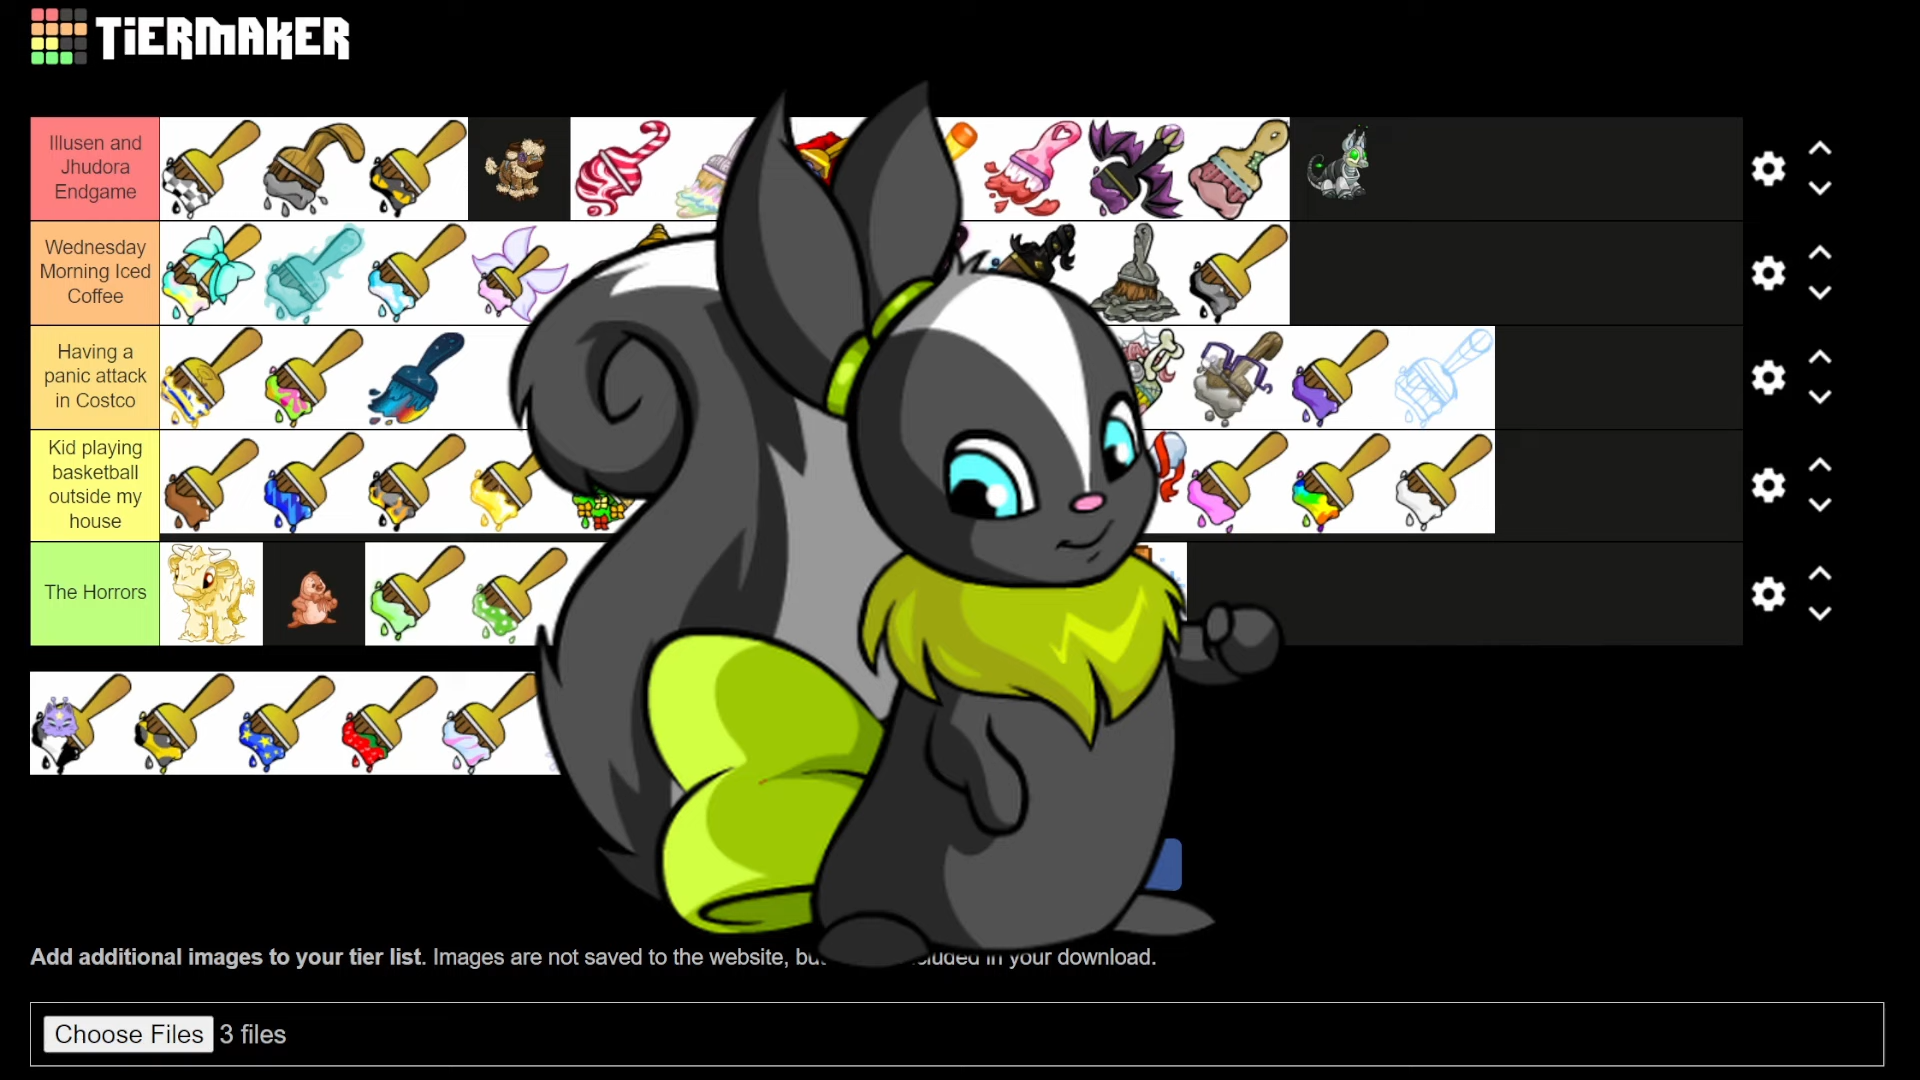 TiERMAKER
Illusen and
Jhudora
Endgame
Wednesday
Morning Iced
Coffee
Having a
panic attack
in Costco
Kid playing
basketball
outside my
house
The Horrors
Add additional images to your tier list. Images are not saved to the website, in your download.
Choose Files 3 files